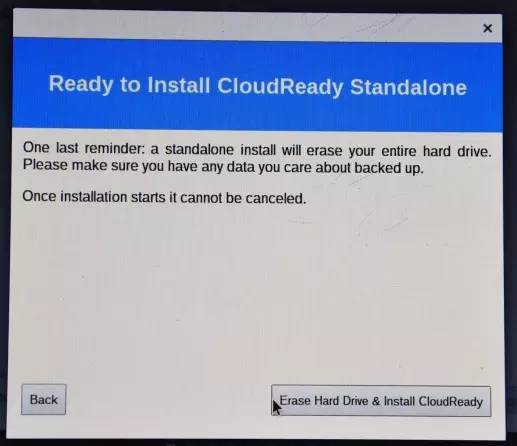 Ready to Install CloudReady Standalone
One last reminder: a standalone install will erase your entire hard drive.
Please make sure you have any data you care about backed up.
Once installation starts it cannot be canceled.
Back
Erase Hard Drive & Install CloudReady